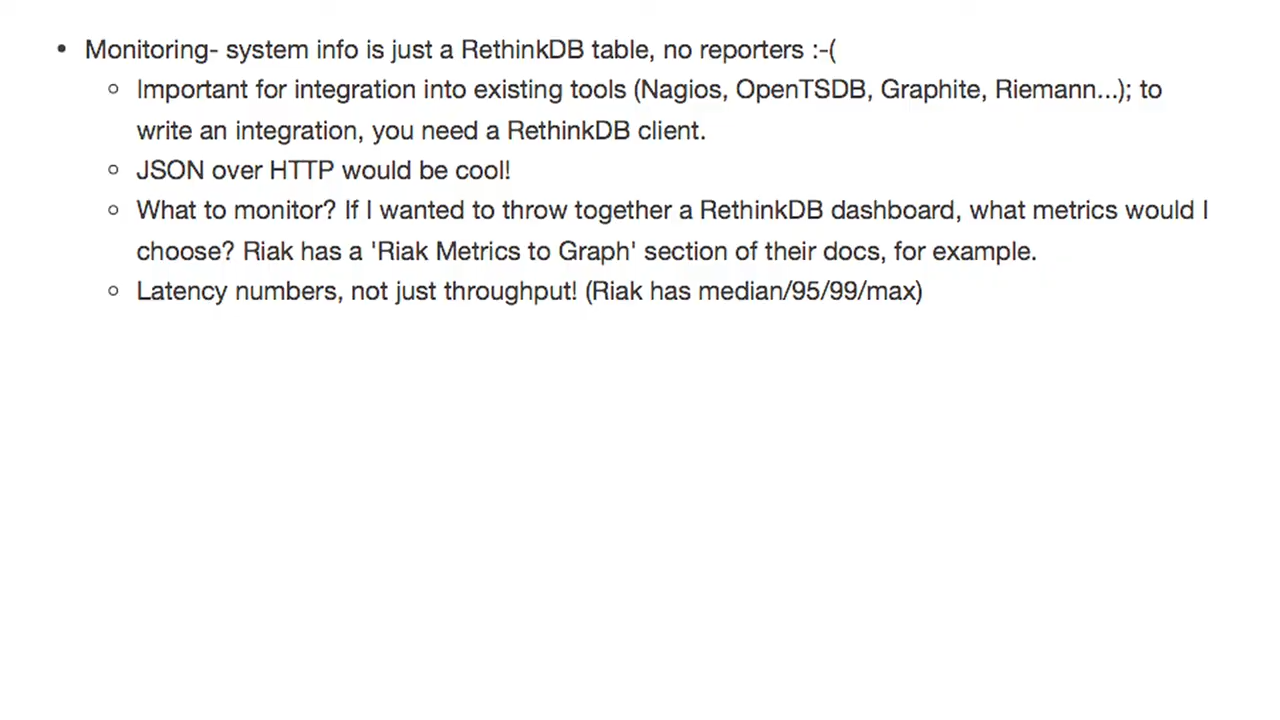 • Monitoring- system info is just a RethinkDB table, no reporters :-(
○ Important for integration into existing tools (Nagios, OpenTSDB, Graphite, Riemann...); to
write an integration, you need a RethinkDB client.
○ JSON over HTTP would be cool!
○ What to monitor? If I wanted to throw together a RethinkDB dashboard, what metrics would I
choose? Riak has a 'Riak Metrics to Graph' section of their docs, for example.
○ Latency numbers, not just throughput! (Riak has median/95/99/max)